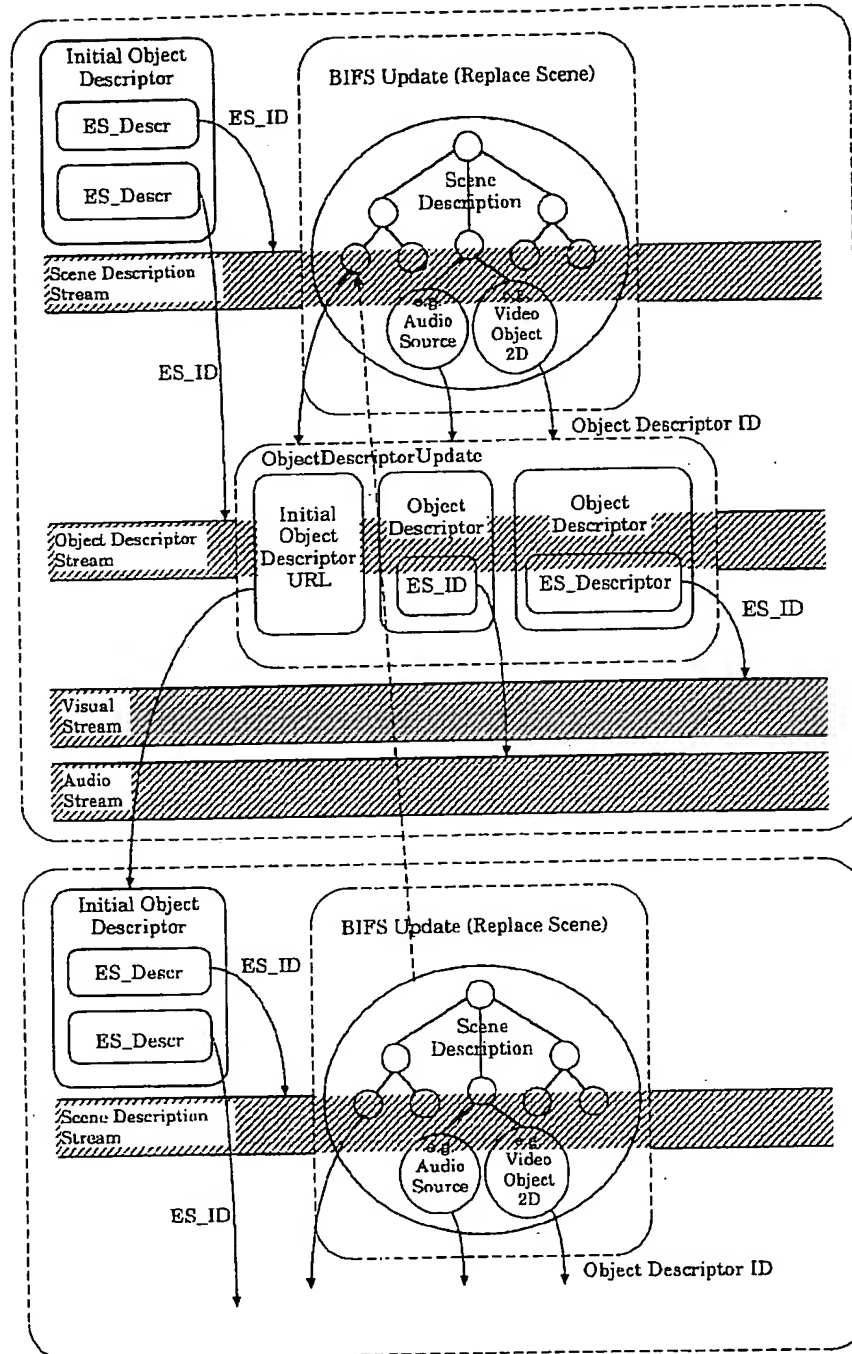 Initial Object
Descriptor
ES_Descr
ES_Descr
ES_ID
BIFS Update (Replace Scene)
Scene
Description
Scene Description
Stream
e.g.
Audio
Source
e.g.
Video
Object
2D
ES_ID
Object Descriptor ID
ObjectDescriptorUpdate
Initial
Object
Descriptor
URL
Object
Descriptor
ES_ID
Object
Descriptor
ES_Descriptor
Object Descriptor
Stream
ES_ID
Visual
Stream
Audio
Stream
Initial Object
Descriptor
ES_Descr
ES_Descr
ES_ID
BIFS Update (Replace Scene)
Scene
Description
Scene Description
Stream
e.g.
Audio
Source
e.g.
Video
Object
2D
ES_ID
Object Descriptor ID